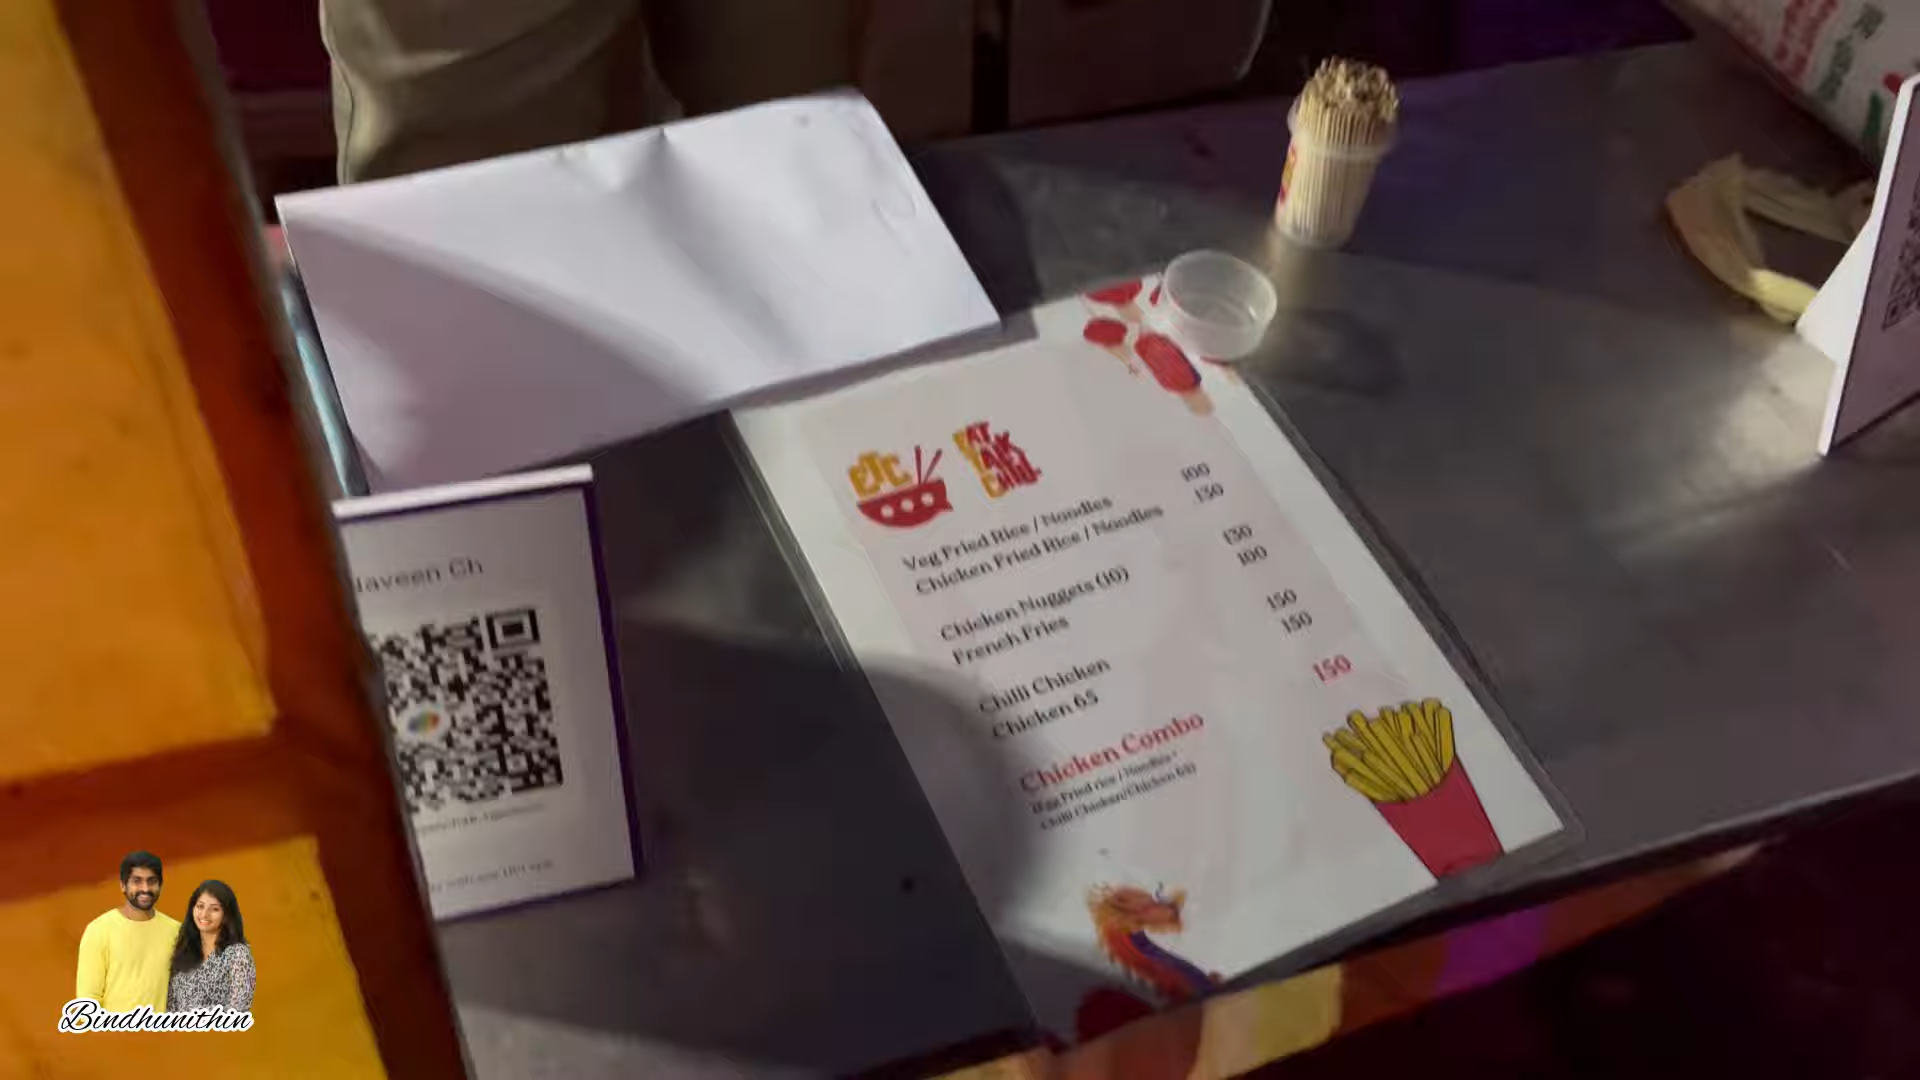 ETC
EAT
TALK
CHILL
Veg Fried Rice / Noodles 100
Chicken Fried Rice / Noodles 130
Chicken Nuggets (10) 130
French Fries 100
Chilli Chicken 150
Chicken 65 150
Chicken Combo 150
(Egg Fried rice / Noodles +
Chilli Chicken/Chicken 65)
Naveen Ch
Bindhunithin